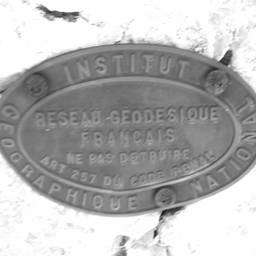 INSTITUT
GEOGRAPHIQUE
NATIONAL
RESEAU-GEODESIQUE
FRANCAIS
NE PAS DETRUIRE
ART 257 DU CODE PENAL